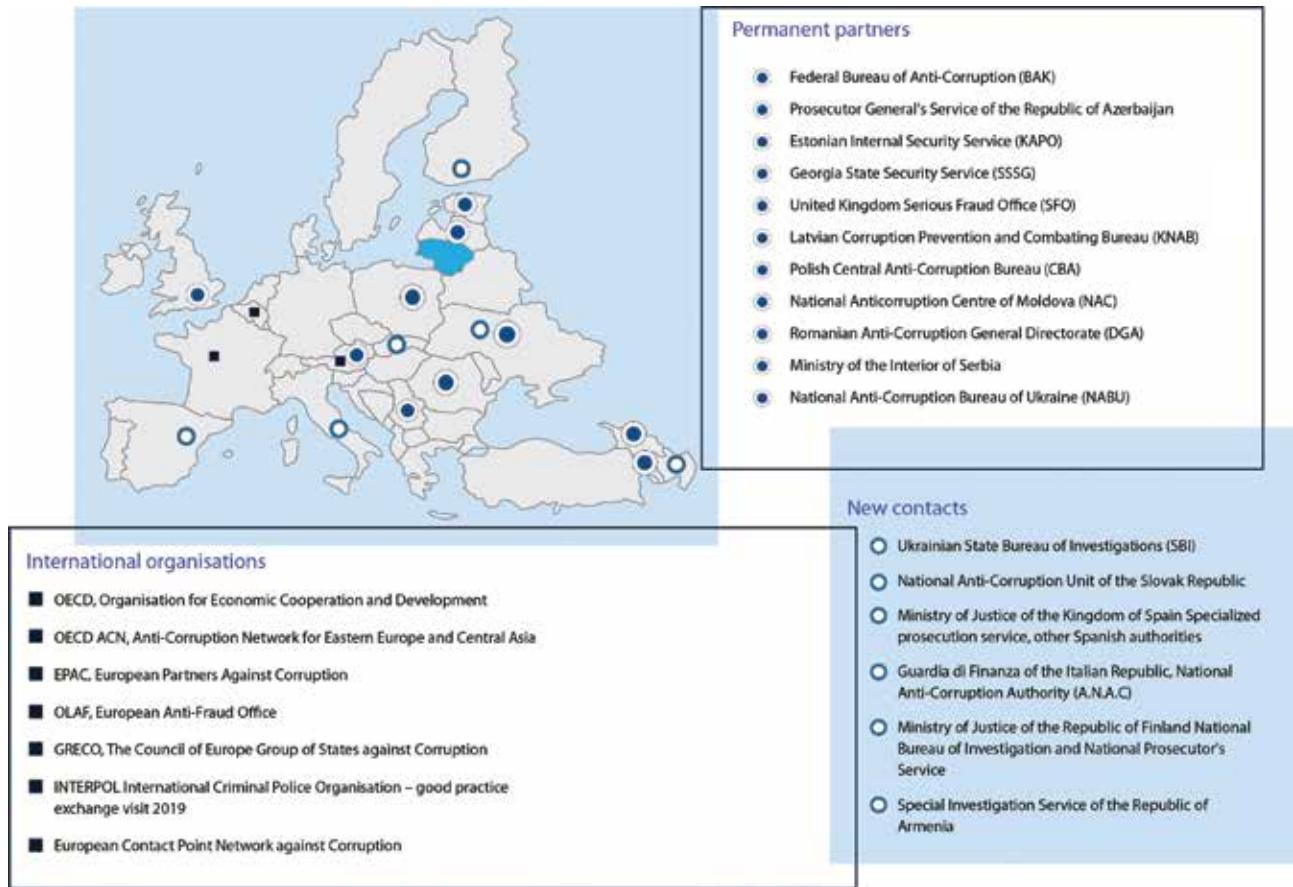 Permanent partners
Federal Bureau of Anti-Corruption (BAK)
Prosecutor General's Service of the Republic of Azerbaijan
Estonian Internal Security Service (KAPO)
Georgia State Security Service (SSSG)
United Kingdom Serious Fraud Office (SFO)
Latvian Corruption Prevention and Combating Bureau (KNAB)
Polish Central Anti-Corruption Bureau (CBA)
National Anticorruption Centre of Moldova (NAC)
Romanian Anti-Corruption General Directorate (DGA)
Ministry of the Interior of Serbia
National Anti-Corruption Bureau of Ukraine (NABU)
International organisations
OECD, Organisation for Economic Cooperation and Development
OECD ACN, Anti-Corruption Network for Eastern Europe and Central Asia
EPAC, European Partners Against Corruption
OLAF, European Anti-Fraud Office
GRECO, The Council of Europe Group of States against Corruption
INTERPOL International Criminal Police Organisation – good practice
exchange visit 2019
European Contact Point Network against Corruption
New contacts
Ukrainian State Bureau of Investigations (SBI)
National Anti-Corruption Unit of the Slovak Republic
Ministry of Justice of the Kingdom of Spain Specialized
prosecution service, other Spanish authorities
Guardia di Finanza of the Italian Republic, National
Anti-Corruption Authority (A.N.A.C)
Ministry of Justice of the Republic of Finland National
Bureau of Investigation and National Prosecutor's
Service
Special Investigation Service of the Republic of
Armenia